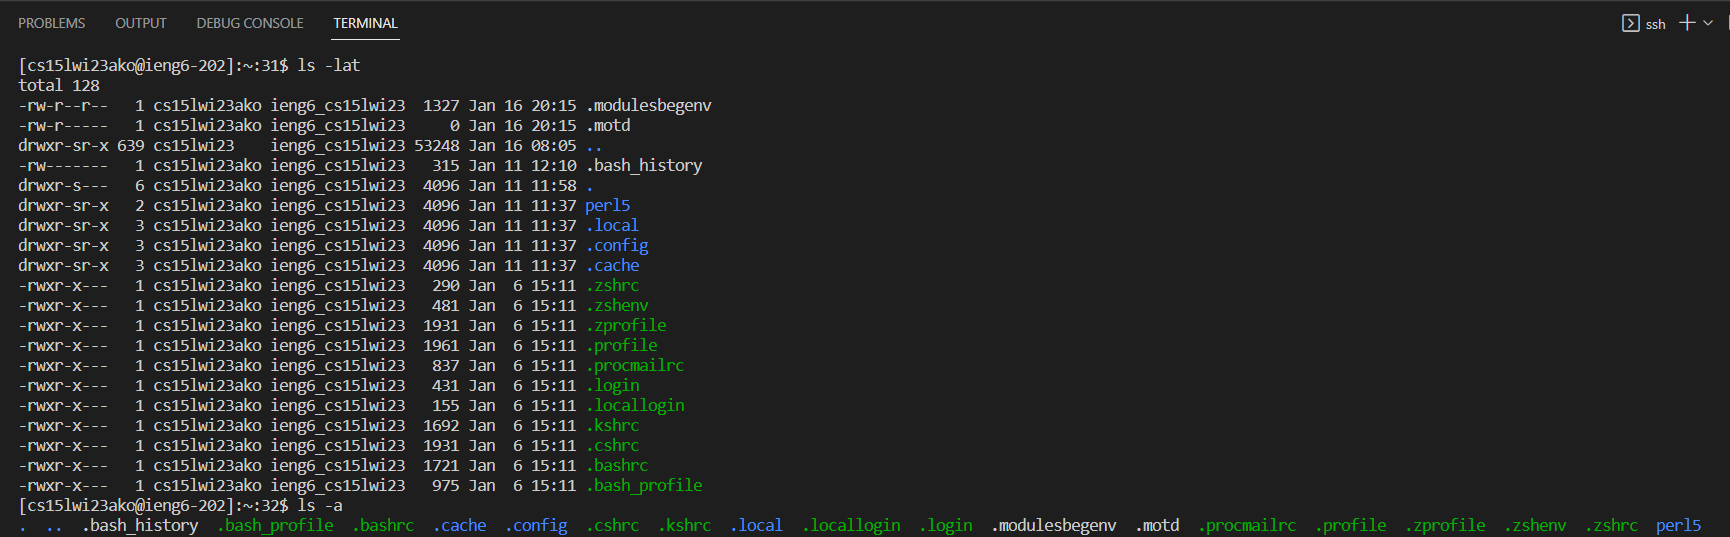 PROBLEMS OUTPUT DEBUG CONSOLE TERMINAL ssh
[cs15lwi23ako@ieng6-202]:~:31$ ls -lat
total 128
-rw-r--r--   1 cs15lwi23ako ieng6_cs15lwi23  1327 Jan 16 20:15 .modulesbegenv
-rw-r-----   1 cs15lwi23ako ieng6_cs15lwi23     0 Jan 16 20:15 .motd
drwxr-sr-x 639 cs15lwi23    ieng6_cs15lwi23 53248 Jan 16 08:05 ..
-rw-------   1 cs15lwi23ako ieng6_cs15lwi23   315 Jan 11 12:10 .bash_history
drwxr-s---   6 cs15lwi23ako ieng6_cs15lwi23  4096 Jan 11 11:58 .
drwxr-sr-x   2 cs15lwi23ako ieng6_cs15lwi23  4096 Jan 11 11:37 perl5
drwxr-sr-x   3 cs15lwi23ako ieng6_cs15lwi23  4096 Jan 11 11:37 .local
drwxr-sr-x   3 cs15lwi23ako ieng6_cs15lwi23  4096 Jan 11 11:37 .config
drwxr-sr-x   3 cs15lwi23ako ieng6_cs15lwi23  4096 Jan 11 11:37 .cache
-rwxr-x---   1 cs15lwi23ako ieng6_cs15lwi23   290 Jan  6 15:11 .zshrc
-rwxr-x---   1 cs15lwi23ako ieng6_cs15lwi23   481 Jan  6 15:11 .zshenv
-rwxr-x---   1 cs15lwi23ako ieng6_cs15lwi23  1931 Jan  6 15:11 .zprofile
-rwxr-x---   1 cs15lwi23ako ieng6_cs15lwi23  1961 Jan  6 15:11 .profile
-rwxr-x---   1 cs15lwi23ako ieng6_cs15lwi23   837 Jan  6 15:11 .procmailrc
-rwxr-x---   1 cs15lwi23ako ieng6_cs15lwi23   431 Jan  6 15:11 .login
-rwxr-x---   1 cs15lwi23ako ieng6_cs15lwi23   155 Jan  6 15:11 .locallogin
-rwxr-x---   1 cs15lwi23ako ieng6_cs15lwi23  1692 Jan  6 15:11 .kshrc
-rwxr-x---   1 cs15lwi23ako ieng6_cs15lwi23  1931 Jan  6 15:11 .cshrc
-rwxr-x---   1 cs15lwi23ako ieng6_cs15lwi23  1721 Jan  6 15:11 .bashrc
-rwxr-x---   1 cs15lwi23ako ieng6_cs15lwi23   975 Jan  6 15:11 .bash_profile
[cs15lwi23ako@ieng6-202]:~:32$ ls -a
.  ..  .bash_history  .bash_profile  .bashrc  .cache  .config  .cshrc  .kshrc  .local  .locallogin  .login  .modulesbegenv  .motd  .procmailrc  .profile  .zprofile  .zshenv  .zshrc  perl5